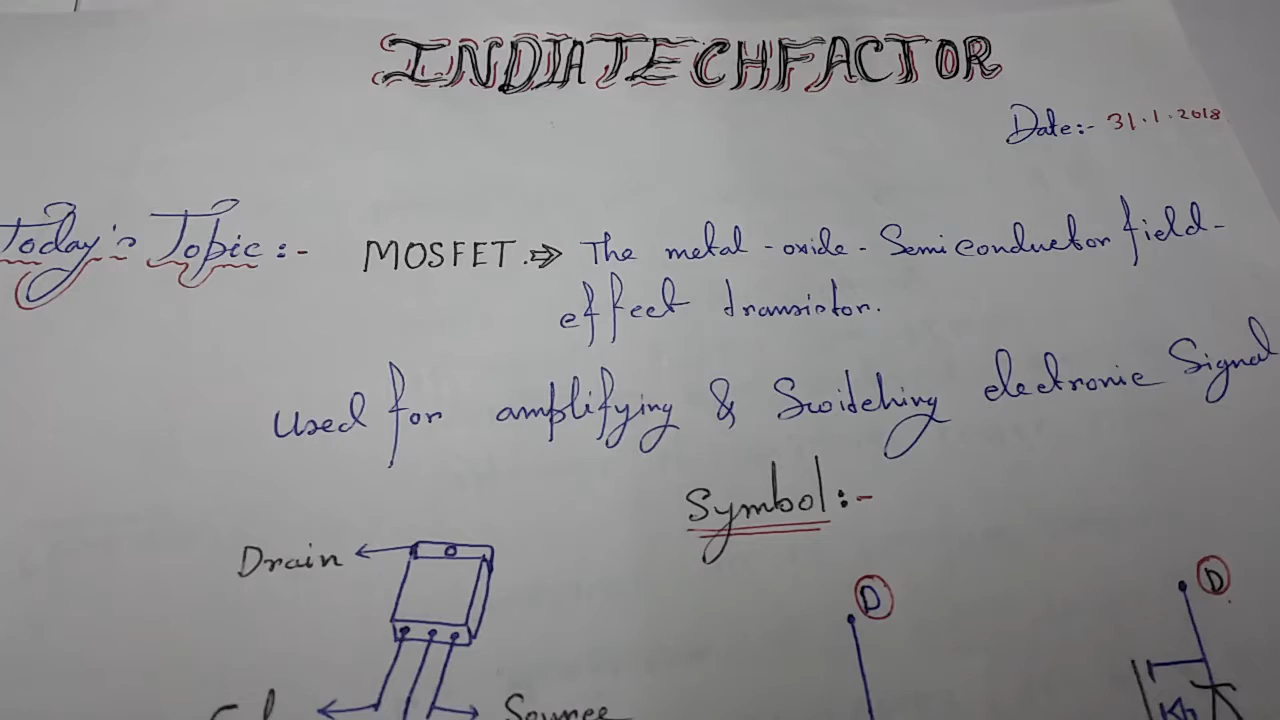 INDIATECHFACTOR
Date:- 31.1.2018
Today's Topic:- MOSFET. ⇒ The metal-oxide-Semiconductor field-
effect transistor.
Used for amplifying & Switching electronic Signal
Symbol:-
Drain
D
D
Source